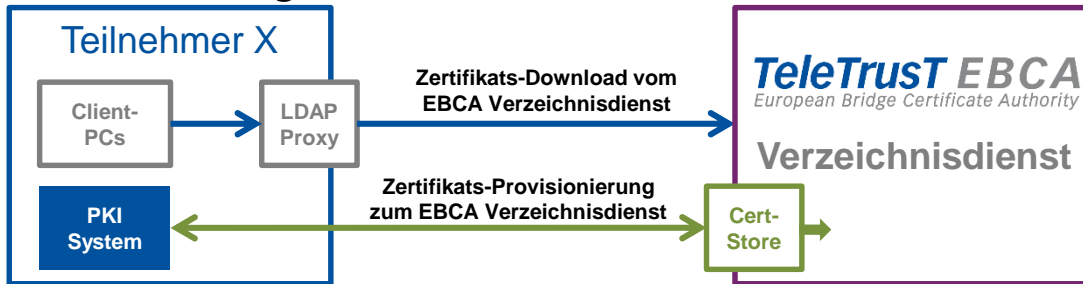 Teilnehmer X
Client-
PCs
LDAP
Proxy
Zertifikats-Download vom
EBCA Verzeichnisdienst
TeleTrusT EBCA
European Bridge Certificate Authority
Verzeichnisdienst
PKI
System
Zertifikats-Provisionierung
zum EBCA Verzeichnisdienst
Cert-
Store